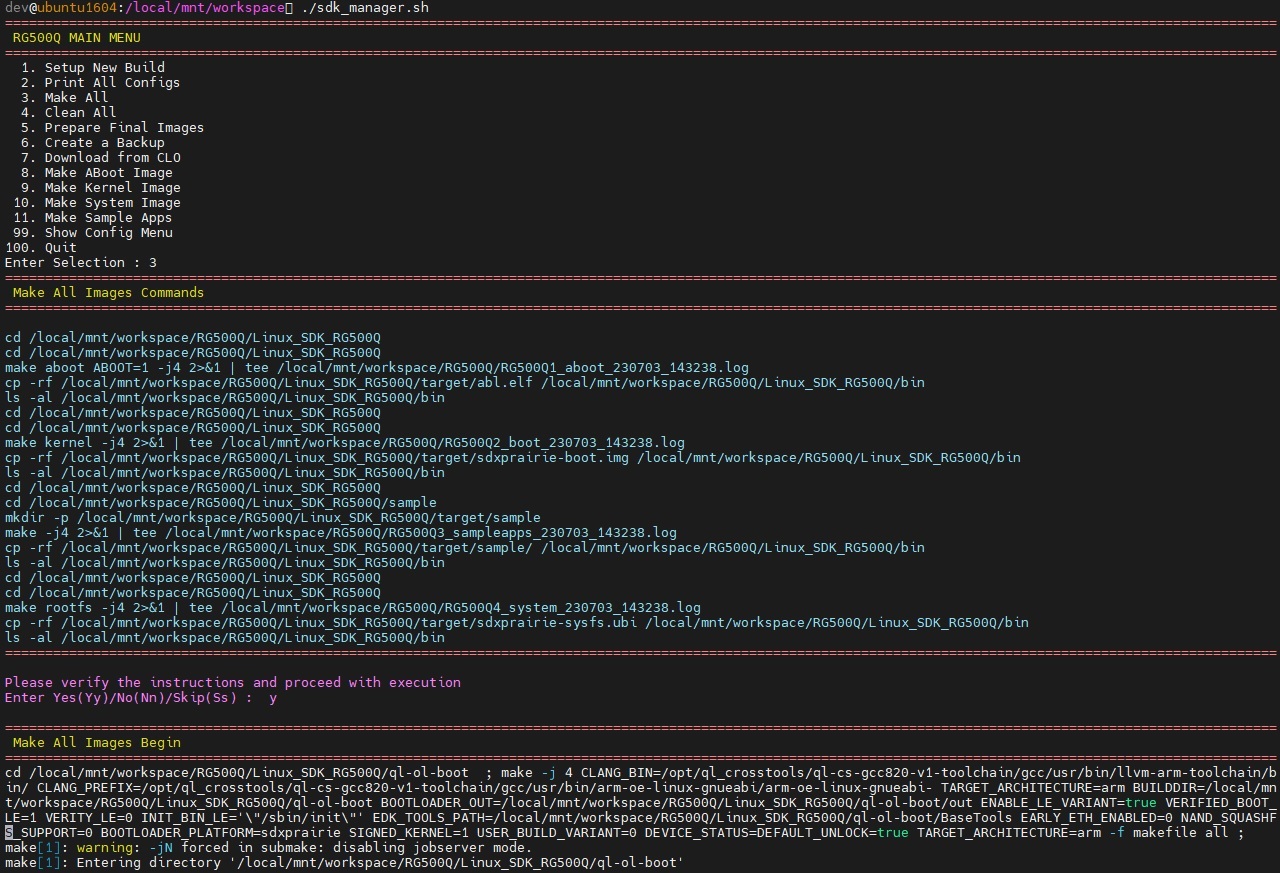 dev@ubuntu1604:/local/mnt/workspace▯ ./sdk_manager.sh
===============================================================================================================================================================
RG500Q MAIN MENU
===============================================================================================================================================================
1. Setup New Build
2. Print All Configs
3. Make All
4. Clean All
5. Prepare Final Images
6. Create a Backup
7. Download from CLO
8. Make ABoot Image
9. Make Kernel Image
10. Make System Image
11. Make Sample Apps
99. Show Config Menu
100. Quit
Enter Selection : 3
===============================================================================================================================================================
Make All Images Commands
===============================================================================================================================================================
cd /local/mnt/workspace/RG500Q/Linux_SDK_RG500Q
cd /local/mnt/workspace/RG500Q/Linux_SDK_RG500Q
make aboot ABOOT=1 -j4 2>&1 | tee /local/mnt/workspace/RG500Q/RG500Q1_aboot_230703_143238.log
cp -rf /local/mnt/workspace/RG500Q/Linux_SDK_RG500Q/target/abl.elf /local/mnt/workspace/RG500Q/Linux_SDK_RG500Q/bin
ls -al /local/mnt/workspace/RG500Q/Linux_SDK_RG500Q/bin
cd /local/mnt/workspace/RG500Q/Linux_SDK_RG500Q
cd /local/mnt/workspace/RG500Q/Linux_SDK_RG500Q
make kernel -j4 2>&1 | tee /local/mnt/workspace/RG500Q/RG500Q2_boot_230703_143238.log
cp -rf /local/mnt/workspace/RG500Q/Linux_SDK_RG500Q/target/sdxprairie-boot.img /local/mnt/workspace/RG500Q/Linux_SDK_RG500Q/bin
ls -al /local/mnt/workspace/RG500Q/Linux_SDK_RG500Q/bin
cd /local/mnt/workspace/RG500Q/Linux_SDK_RG500Q
cd /local/mnt/workspace/RG500Q/Linux_SDK_RG500Q/sample
mkdir -p /local/mnt/workspace/RG500Q/Linux_SDK_RG500Q/target/sample
make -j4 2>&1 | tee /local/mnt/workspace/RG500Q/RG500Q3_sampleapps_230703_143238.log
cp -rf /local/mnt/workspace/RG500Q/Linux_SDK_RG500Q/target/sample/ /local/mnt/workspace/RG500Q/Linux_SDK_RG500Q/bin
ls -al /local/mnt/workspace/RG500Q/Linux_SDK_RG500Q/bin
cd /local/mnt/workspace/RG500Q/Linux_SDK_RG500Q
cd /local/mnt/workspace/RG500Q/Linux_SDK_RG500Q
make rootfs -j4 2>&1 | tee /local/mnt/workspace/RG500Q/RG500Q4_system_230703_143238.log
cp -rf /local/mnt/workspace/RG500Q/Linux_SDK_RG500Q/target/sdxprairie-sysfs.ubi /local/mnt/workspace/RG500Q/Linux_SDK_RG500Q/bin
ls -al /local/mnt/workspace/RG500Q/Linux_SDK_RG500Q/bin
===============================================================================================================================================================
Please verify the instructions and proceed with execution
Enter Yes(Yy)/No(Nn)/Skip(Ss) :  y
===============================================================================================================================================================
Make All Images Begin
===============================================================================================================================================================
cd /local/mnt/workspace/RG500Q/Linux_SDK_RG500Q/ql-ol-boot  ; make -j 4 CLANG_BIN=/opt/ql_crosstools/ql-cs-gcc820-v1-toolchain/gcc/usr/bin/llvm-arm-toolchain/b
in/ CLANG_PREFIX=/opt/ql_crosstools/ql-cs-gcc820-v1-toolchain/gcc/usr/bin/arm-oe-linux-gnueabi/arm-oe-linux-gnueabi- TARGET_ARCHITECTURE=arm BUILDDIR=/local/mn
t/workspace/RG500Q/Linux_SDK_RG500Q/ql-ol-boot BOOTLOADER_OUT=/local/mnt/workspace/RG500Q/Linux_SDK_RG500Q/ql-ol-boot/out ENABLE_LE_VARIANT=true VERIFIED_BOOT_
LE=1 VERITY_LE=0 INIT_BIN_LE='\"/sbin/init\"' EDK_TOOLS_PATH=/local/mnt/workspace/RG500Q/Linux_SDK_RG500Q/ql-ol-boot/BaseTools EARLY_ETH_ENABLED=0 NAND_SQUASHF
S_SUPPORT=0 BOOTLOADER_PLATFORM=sdxprairie SIGNED_KERNEL=1 USER_BUILD_VARIANT=0 DEVICE_STATUS=DEFAULT_UNLOCK=true TARGET_ARCHITECTURE=arm -f makefile all ;
make[1]: warning: -jN forced in submake: disabling jobserver mode.
make[1]: Entering directory '/local/mnt/workspace/RG500Q/Linux_SDK_RG500Q/ql-ol-boot'